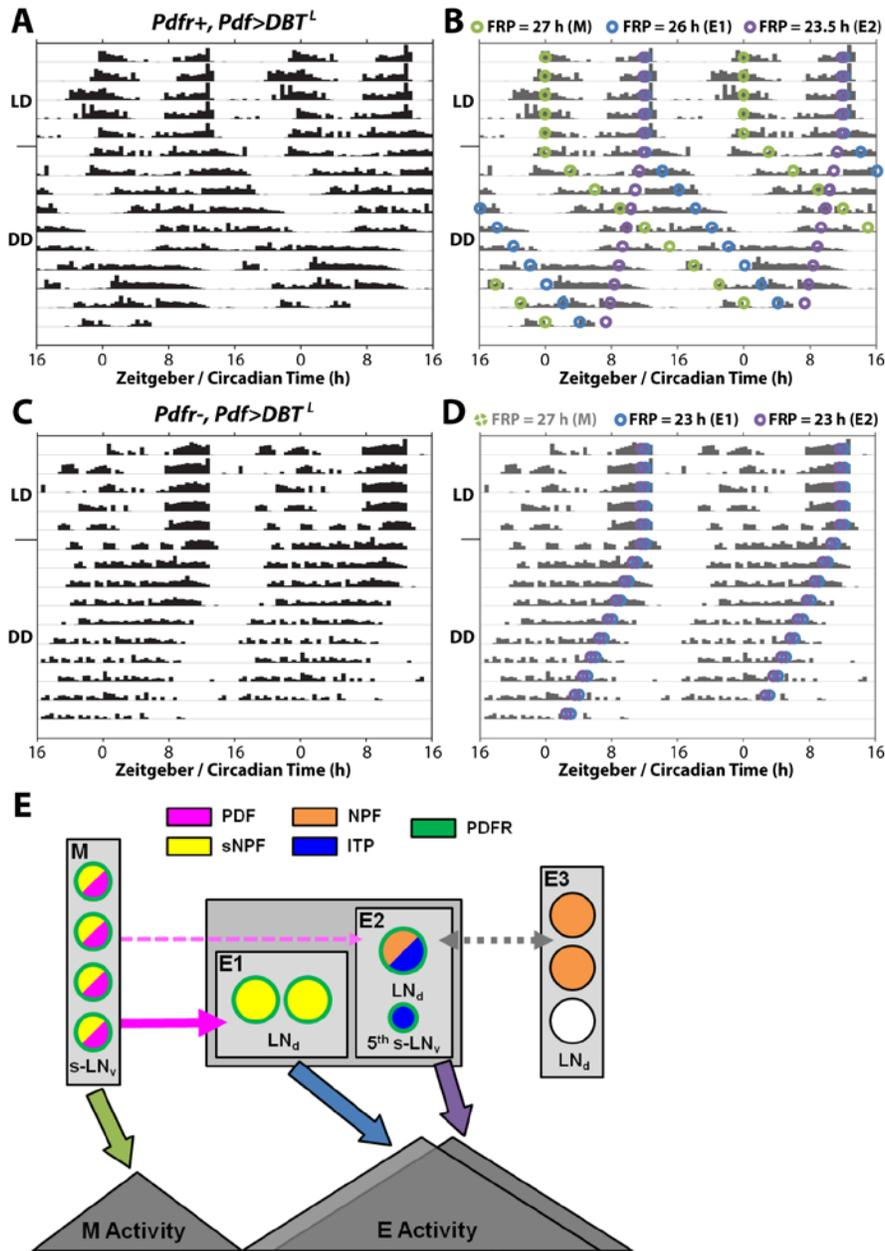 A
Pdfr+, Pdf>DBT^L
LD
DD
16 0 8 16 0 8 16
Zeitgeber / Circadian Time (h)
B
FRP = 27 h (M) FRP = 26 h (E1) FRP = 23.5 h (E2)
16 0 8 16 0 8 16
Zeitgeber / Circadian Time (h)
C
Pdfr-, Pdf>DBT^L
LD
DD
16 0 8 16 0 8 16
Zeitgeber / Circadian Time (h)
D
FRP = 27 h (M) FRP = 23 h (E1) FRP = 23 h (E2)
16 0 8 16 0 8 16
Zeitgeber / Circadian Time (h)
E
PDF NPF PDFR
sNPF ITP
M
s-LNv
E1
LNd
E2
LNd
5th s-LNv
E3
LNd
M Activity
E Activity